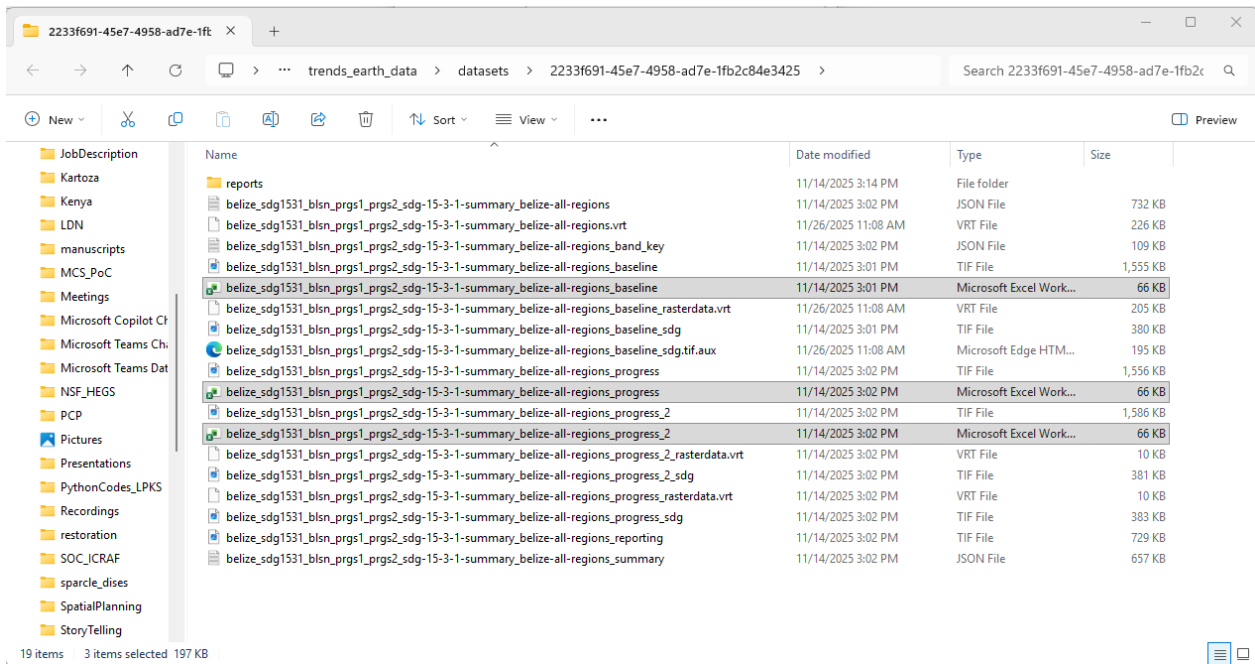 2233f691-45e7-4958-ad7e-1fb
trends_earth_data > datasets > 2233f691-45e7-4958-ad7e-1fb2c84e3425 > Search 2233f691-45e7-4958-ad7e-1fb2c
New Sort View ... Preview
Name Date modified Type Size
JobDescription
Kartoza
Kenya
LDN
manuscripts
MCS_PoC
Meetings
Microsoft Copilot Ch
Microsoft Teams Cha
Microsoft Teams Dat
NSF_HEGS
PCP
Pictures
Presentations
PythonCodes_LPKS
Recordings
restoration
SOC_ICRAF
sparcle_dises
SpatialPlanning
StoryTelling
reports 11/14/2025 3:14 PM File folder
belize_sdg1531_blsn_prgs1_prgs2_sdg-15-3-1-summary_belize-all-regions 11/14/2025 3:02 PM JSON File 732 KB
belize_sdg1531_blsn_prgs1_prgs2_sdg-15-3-1-summary_belize-all-regions.vrt 11/26/2025 11:08 AM VRT File 226 KB
belize_sdg1531_blsn_prgs1_prgs2_sdg-15-3-1-summary_belize-all-regions_band_key 11/14/2025 3:02 PM JSON File 109 KB
belize_sdg1531_blsn_prgs1_prgs2_sdg-15-3-1-summary_belize-all-regions_baseline 11/14/2025 3:01 PM TIF File 1,555 KB
belize_sdg1531_blsn_prgs1_prgs2_sdg-15-3-1-summary_belize-all-regions_baseline 11/14/2025 3:01 PM Microsoft Excel Work... 66 KB
belize_sdg1531_blsn_prgs1_prgs2_sdg-15-3-1-summary_belize-all-regions_baseline_rasterdata.vrt 11/26/2025 11:08 AM VRT File 205 KB
belize_sdg1531_blsn_prgs1_prgs2_sdg-15-3-1-summary_belize-all-regions_baseline_sdg 11/14/2025 3:01 PM TIF File 380 KB
belize_sdg1531_blsn_prgs1_prgs2_sdg-15-3-1-summary_belize-all-regions_baseline_sdg.tif.aux 11/26/2025 11:08 AM Microsoft Edge HTM... 195 KB
belize_sdg1531_blsn_prgs1_prgs2_sdg-15-3-1-summary_belize-all-regions_progress 11/14/2025 3:02 PM TIF File 1,556 KB
belize_sdg1531_blsn_prgs1_prgs2_sdg-15-3-1-summary_belize-all-regions_progress 11/14/2025 3:02 PM Microsoft Excel Work... 66 KB
belize_sdg1531_blsn_prgs1_prgs2_sdg-15-3-1-summary_belize-all-regions_progress_2 11/14/2025 3:02 PM TIF File 1,586 KB
belize_sdg1531_blsn_prgs1_prgs2_sdg-15-3-1-summary_belize-all-regions_progress_2 11/14/2025 3:02 PM Microsoft Excel Work... 66 KB
belize_sdg1531_blsn_prgs1_prgs2_sdg-15-3-1-summary_belize-all-regions_progress_2_rasterdata.vrt 11/14/2025 3:02 PM VRT File 10 KB
belize_sdg1531_blsn_prgs1_prgs2_sdg-15-3-1-summary_belize-all-regions_progress_2_sdg 11/14/2025 3:02 PM TIF File 381 KB
belize_sdg1531_blsn_prgs1_prgs2_sdg-15-3-1-summary_belize-all-regions_progress_rasterdata.vrt 11/14/2025 3:02 PM VRT File 10 KB
belize_sdg1531_blsn_prgs1_prgs2_sdg-15-3-1-summary_belize-all-regions_progress_sdg 11/14/2025 3:02 PM TIF File 383 KB
belize_sdg1531_blsn_prgs1_prgs2_sdg-15-3-1-summary_belize-all-regions_reporting 11/14/2025 3:02 PM TIF File 729 KB
belize_sdg1531_blsn_prgs1_prgs2_sdg-15-3-1-summary_belize-all-regions_summary 11/14/2025 3:02 PM JSON File 657 KB
19 items 3 items selected 197 KB